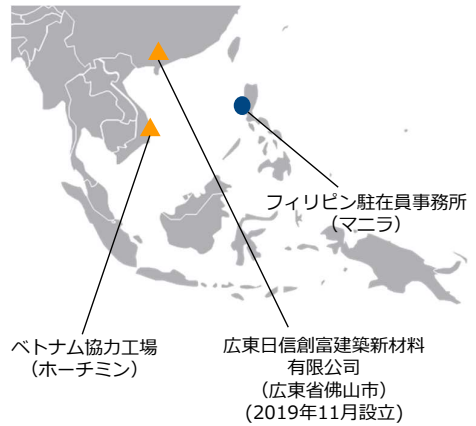 フィリピン駐在員事務所
（マニラ）
ベトナム協力工場
（ホーチミン）
広東日信創富建築新材料
有限公司
（広東省佛山市）
(2019年11月設立)